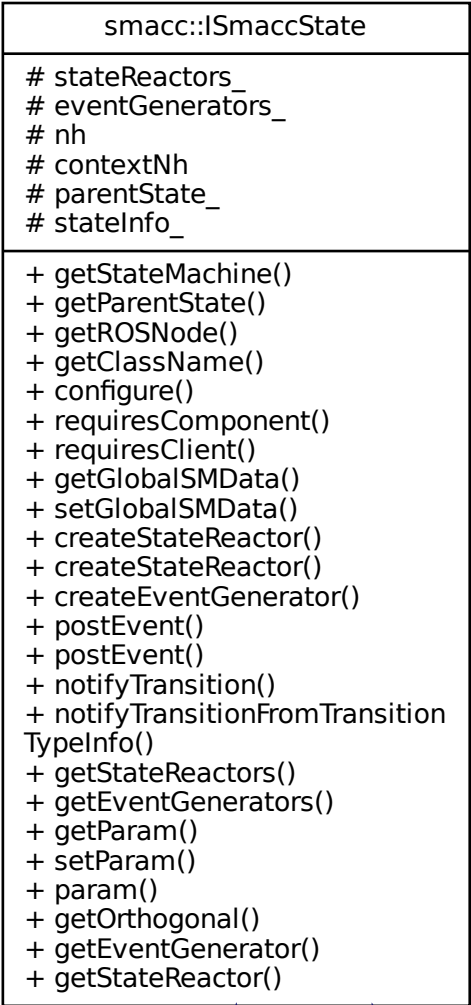 smacc::ISmaccState
# stateReactors_
# eventGenerators_
# nh
# contextNh
# parentState_
# stateInfo_
+ getStateMachine()
+ getParentState()
+ getROSNode()
+ getClassName()
+ configure()
+ requiresComponent()
+ requiresClient()
+ getGlobalSMData()
+ setGlobalSMData()
+ createStateReactor()
+ createStateReactor()
+ createEventGenerator()
+ postEvent()
+ postEvent()
+ notifyTransition()
+ notifyTransitionFromTransition
TypeInfo()
+ getStateReactors()
+ getEventGenerators()
+ getParam()
+ setParam()
+ param()
+ getOrthogonal()
+ getEventGenerator()
+ getStateReactor()